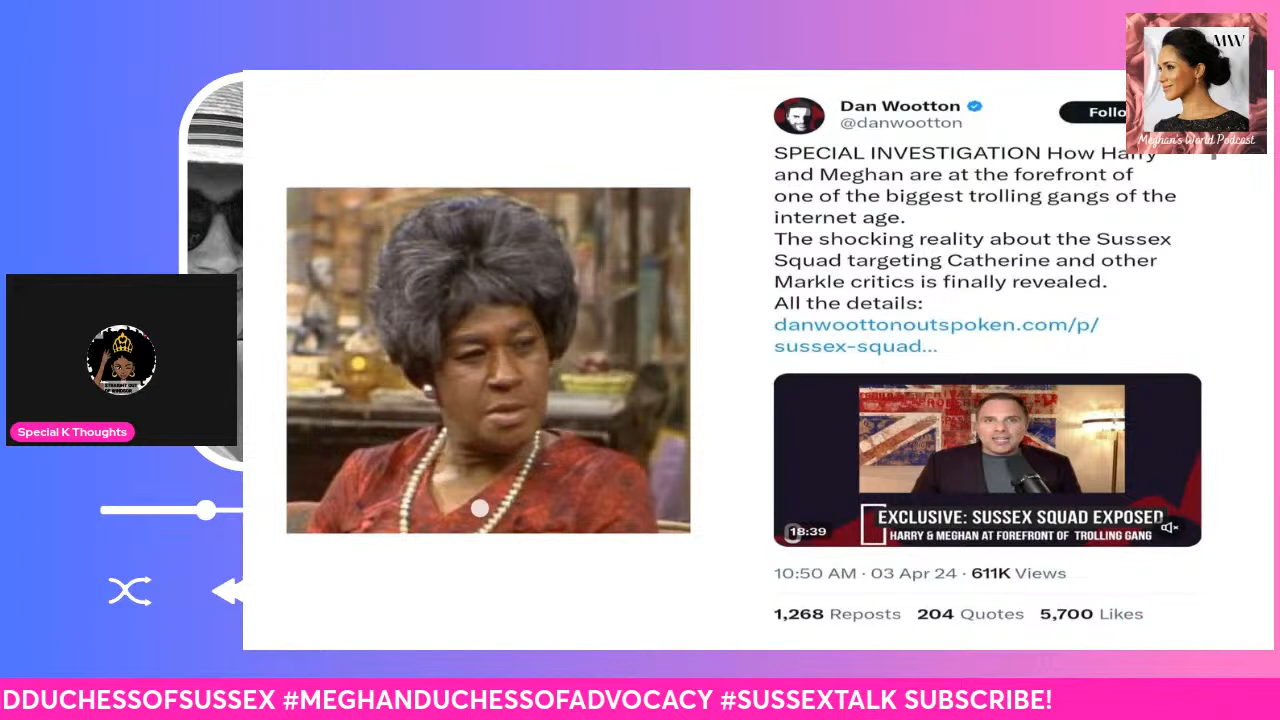 MW
Meghan's World Podcast
Dan Wootton
@danwootton
Follo
SPECIAL INVESTIGATION How Harry
and Meghan are at the forefront of
one of the biggest trolling gangs of the
internet age.
The shocking reality about the Sussex
Squad targeting Catherine and other
Markle critics is finally revealed.
All the details:
danwoottonoutspoken.com/p/
sussex-squad...
EXCLUSIVE: SUSSEX SQUAD EXPOSED
HARRY & MEGHAN AT FOREFRONT OF TROLLING GANG
18:39
10:50 AM · 03 Apr 24 · 611K Views
1,268 Reposts 204 Quotes 5,700 Likes
STRAIGHT OUT
OF WINDSOR
Special K Thoughts
DDUCHESSOFSUSSEX #MEGHANDUCHESSOFADVOCACY #SUSSEXTALK SUBSCRIBE!